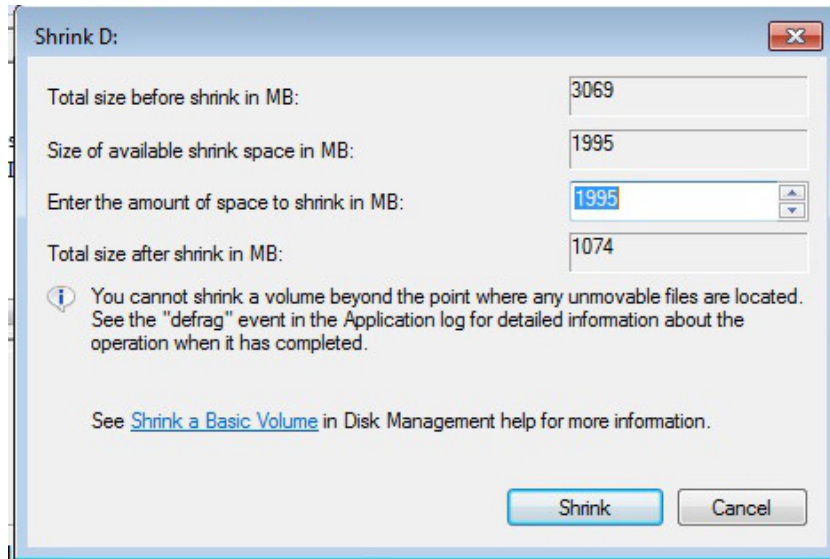 Shrink D:
Total size before shrink in MB: 3069
Size of available shrink space in MB: 1995
Enter the amount of space to shrink in MB: 1995
Total size after shrink in MB: 1074
You cannot shrink a volume beyond the point where any unmovable files are located.
See the "defrag" event in the Application log for detailed information about the
operation when it has completed.
See Shrink a Basic Volume in Disk Management help for more information.
Shrink Cancel